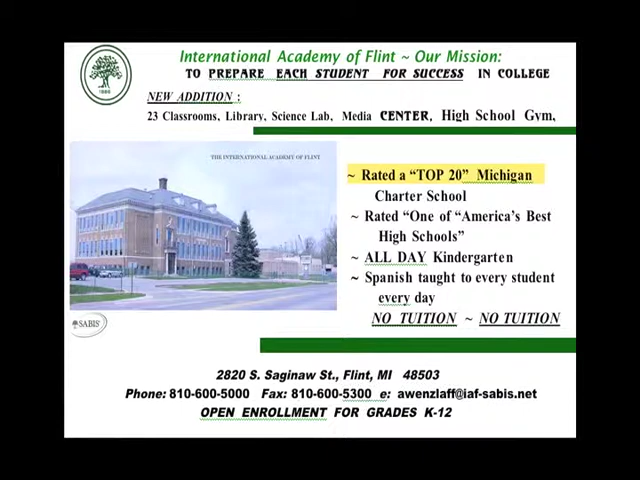 International Academy of Flint ~ Our Mission:
TO PREPARE EACH STUDENT FOR SUCCESS IN COLLEGE
1886
NEW ADDITION :
23 Classrooms, Library, Science Lab, Media CENTER, High School Gym,
THE INTERNATIONAL ACADEMY OF FLINT
~ Rated a “TOP 20” Michigan
Charter School
~ Rated “One of “America's Best
High Schools”
~ ALL DAY Kindergarten
~ Spanish taught to every student
every day
NO TUITION ~ NO TUITION
SABIS
2820 S. Saginaw St., Flint, MI 48503
Phone: 810-600-5000 Fax: 810-600-5300 e: awenzlaff@iaf-sabis.net
OPEN ENROLLMENT FOR GRADES K-12